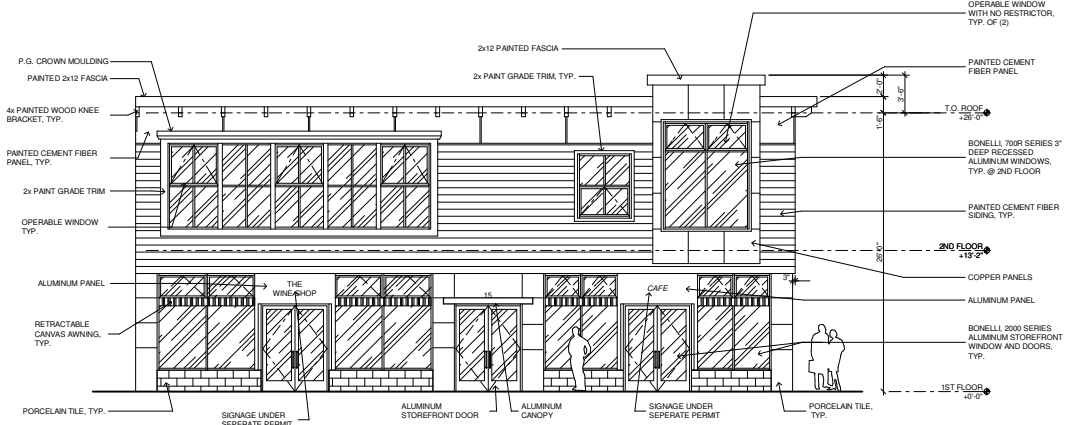 OPERABLE WINDOW
WITH NO RESTRICTOR,
TYP. OF (2)
2x12 PAINTED FASCIA
P.G. CROWN MOULDING
PAINTED 2x12 FASCIA
2x PAINT GRADE TRIM, TYP.
PAINTED CEMENT
FIBER PANEL
4x PAINTED WOOD KNEE
BRACKET, TYP.
2'-0"
3'-6"
1'-6"
T.O. ROOF
+26'-0"
PAINTED CEMENT FIBER
PANEL, TYP.
BONELLI, 700R SERIES 3"
DEEP RECESSED
ALUMINUM WINDOWS,
TYP. @ 2ND FLOOR
2x PAINT GRADE TRIM
OPERABLE WINDOW
TYP.
PAINTED CEMENT FIBER
SIDING, TYP.
2ND FLOOR
+13'-2"
26'-0"
COPPER PANELS
3"
ALUMINUM PANEL
THE
WINE SHOP
15
CAFE
ALUMINUM PANEL
RETRACTABLE
CANVAS AWNING,
TYP.
BONELLI, 2000 SERIES
ALUMINUM STOREFRONT
WINDOW AND DOORS,
TYP.
1ST FLOOR
+0'-0"
PORCELAIN TILE, TYP.
SIGNAGE UNDER
SEPERATE PERMIT
ALUMINUM
STOREFRONT DOOR
ALUMINUM
CANOPY
SIGNAGE UNDER
SEPERATE PERMIT
PORCELAIN TILE,
TYP.